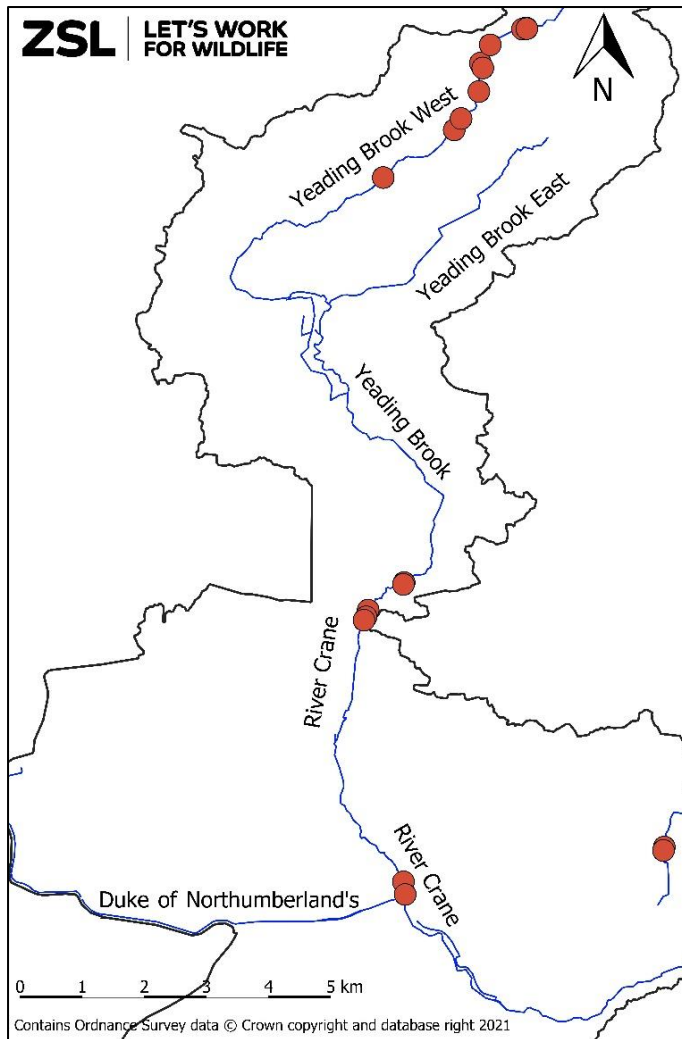 ZSL
LET'S WORK
FOR WILDLIFE
N
Yeading Brook West
Yeading Brook East
Yeading Brook
River Crane
River Crane
Duke of Northumberland's
0 1 2 3 4 5 km
Contains Ordnance Survey data © Crown copyright and database right 2021